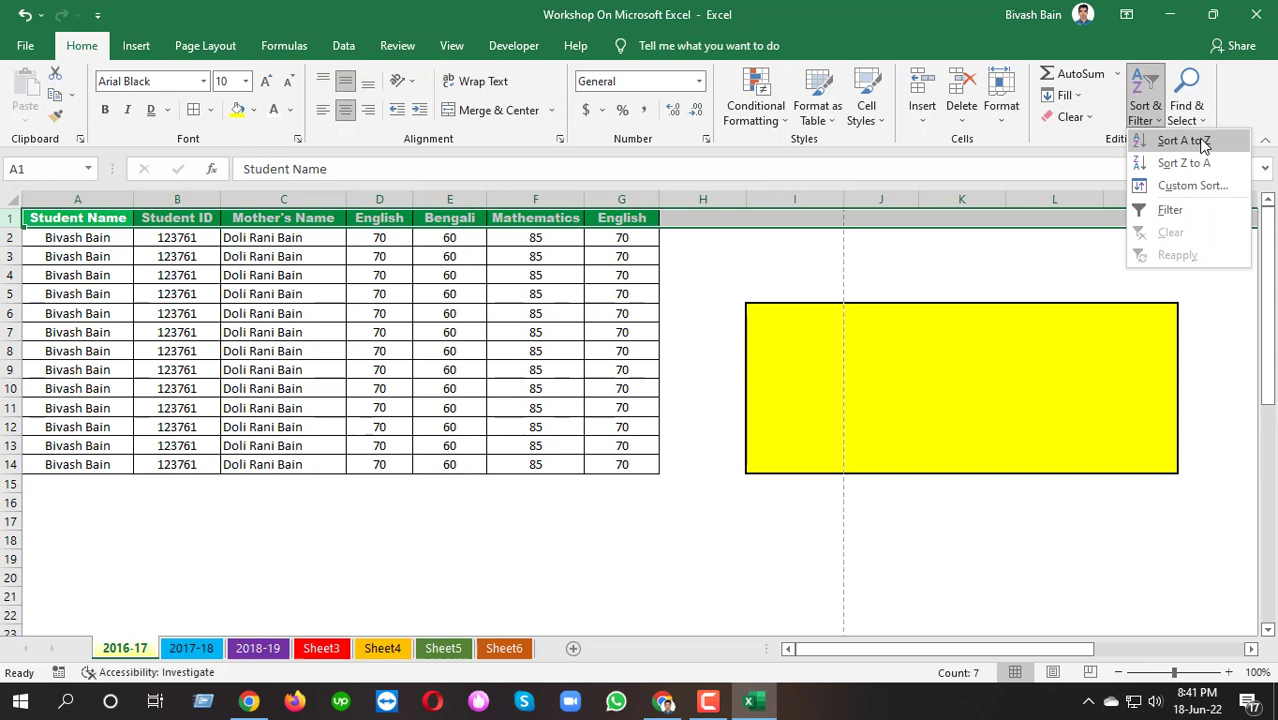 Workshop On Microsoft Excel - Excel
Bivash Bain
File Home Insert Page Layout Formulas Data Review View Developer Help Tell me what you want to do Share
Paste
Clipboard
Arial Black 10
B I D A
Font
Wrap Text
Merge & Center
Alignment
General
$ % ,
Number
Conditional Formatting
Format as Table
Cell Styles
Styles
Insert Delete Format
Cells
AutoSum
Fill
Clear
Sort & Filter
Find & Select
Editi
Sort A to Z
Sort Z to A
Custom Sort...
Filter
Clear
Reapply
A1 fx Student Name
A B C D E F G H I J K L
1 Student Name Student ID Mother's Name English Bengali Mathematics English
2 Bivash Bain 123761 Doli Rani Bain 70 60 85 70
3 Bivash Bain 123761 Doli Rani Bain 70 60 85 70
4 Bivash Bain 123761 Doli Rani Bain 70 60 85 70
5 Bivash Bain 123761 Doli Rani Bain 70 60 85 70
6 Bivash Bain 123761 Doli Rani Bain 70 60 85 70
7 Bivash Bain 123761 Doli Rani Bain 70 60 85 70
8 Bivash Bain 123761 Doli Rani Bain 70 60 85 70
9 Bivash Bain 123761 Doli Rani Bain 70 60 85 70
10 Bivash Bain 123761 Doli Rani Bain 70 60 85 70
11 Bivash Bain 123761 Doli Rani Bain 70 60 85 70
12 Bivash Bain 123761 Doli Rani Bain 70 60 85 70
13 Bivash Bain 123761 Doli Rani Bain 70 60 85 70
14 Bivash Bain 123761 Doli Rani Bain 70 60 85 70
15
16
17
18
19
20
21
22
23
2016-17 2017-18 2018-19 Sheet3 Sheet4 Sheet5 Sheet6
Ready Accessibility: Investigate Count: 7 100%
8:41 PM
18-Jun-22
17